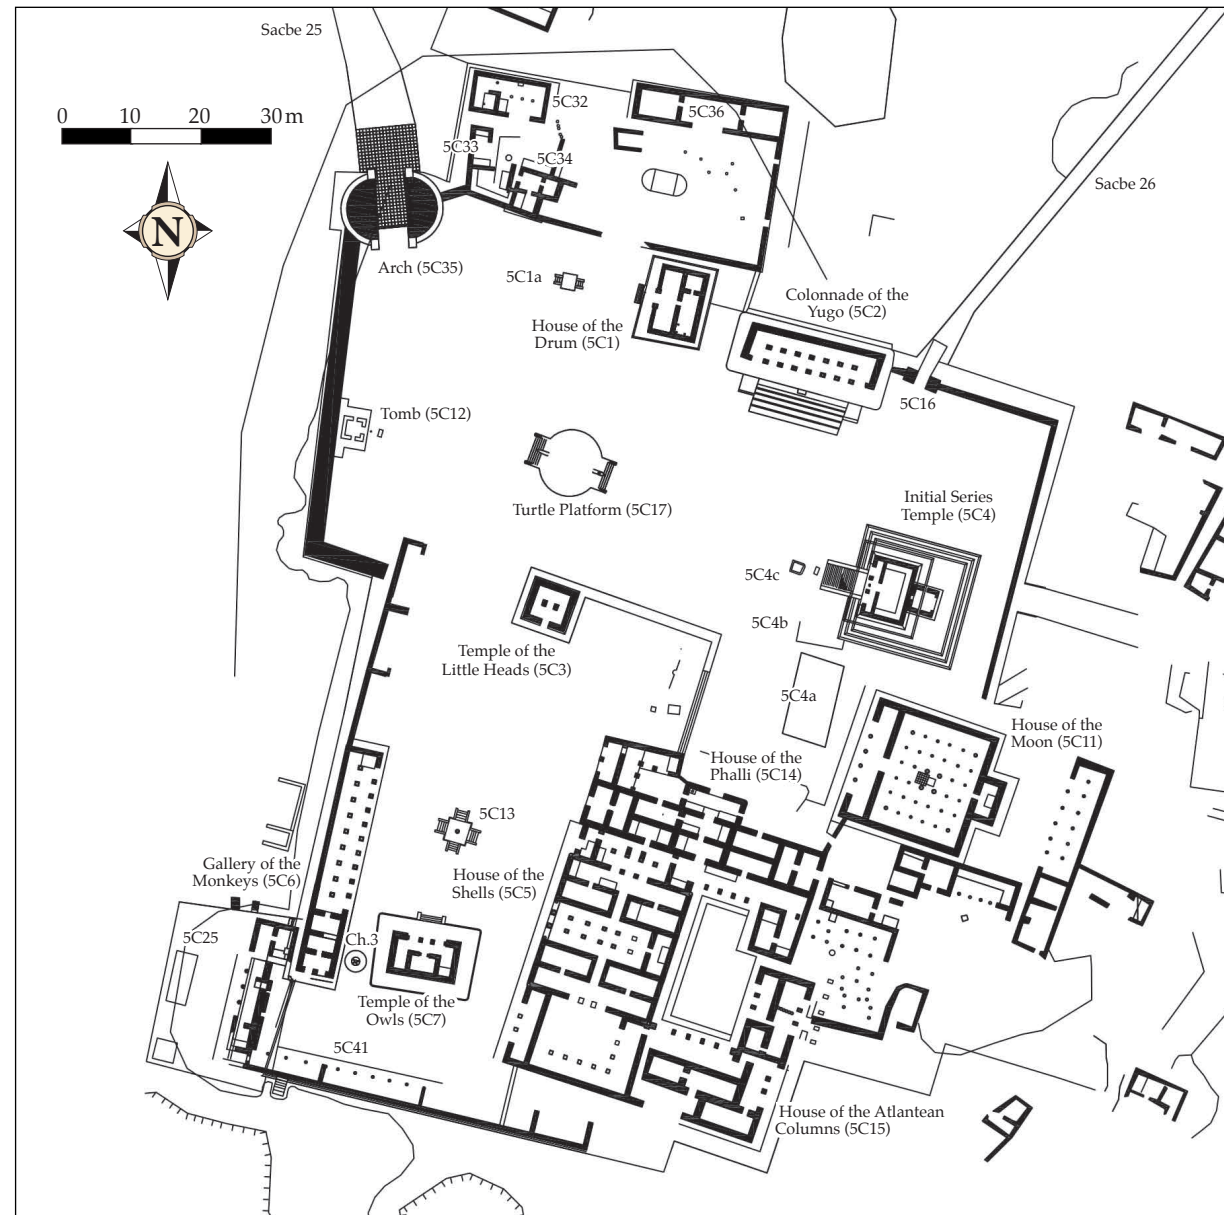 Sacbe 25
0 10 20 30 m
5C32
5C36
5C33
5C34
Sacbe 26
N
Arch (5C35)
5C1a
Colonnade of the
Yugo (5C2)
House of the
Drum (5C1)
5C16
Tomb (5C12)
Turtle Platform (5C17)
Initial Series
Temple (5C4)
5C4c
5C4b
Temple of the
Little Heads (5C3)
5C4a
House of the
Moon (5C11)
House of the
Phalli (5C14)
5C13
Gallery of the
Monkeys (5C6)
House of the
Shells (5C5)
5C25
Ch.3
Temple of the
Owls (5C7)
5C41
House of the Atlantean
Columns (5C15)